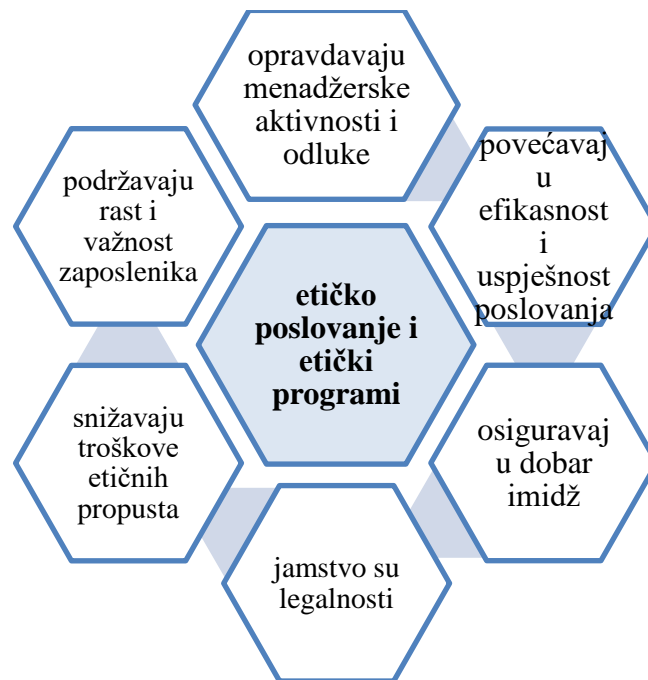 opravdavaju
menadžerske
aktivnosti i
odluke
povećavaj
u
efikasnost
i
uspješnost
poslovanja
osiguravaj
u dobar
imidž
jamstvo su
legalnosti
snižavaju
troškove
etičnih
propusta
podržavaju
rast i
važnost
zaposlenika
etičko
poslovanje i
etički
programi